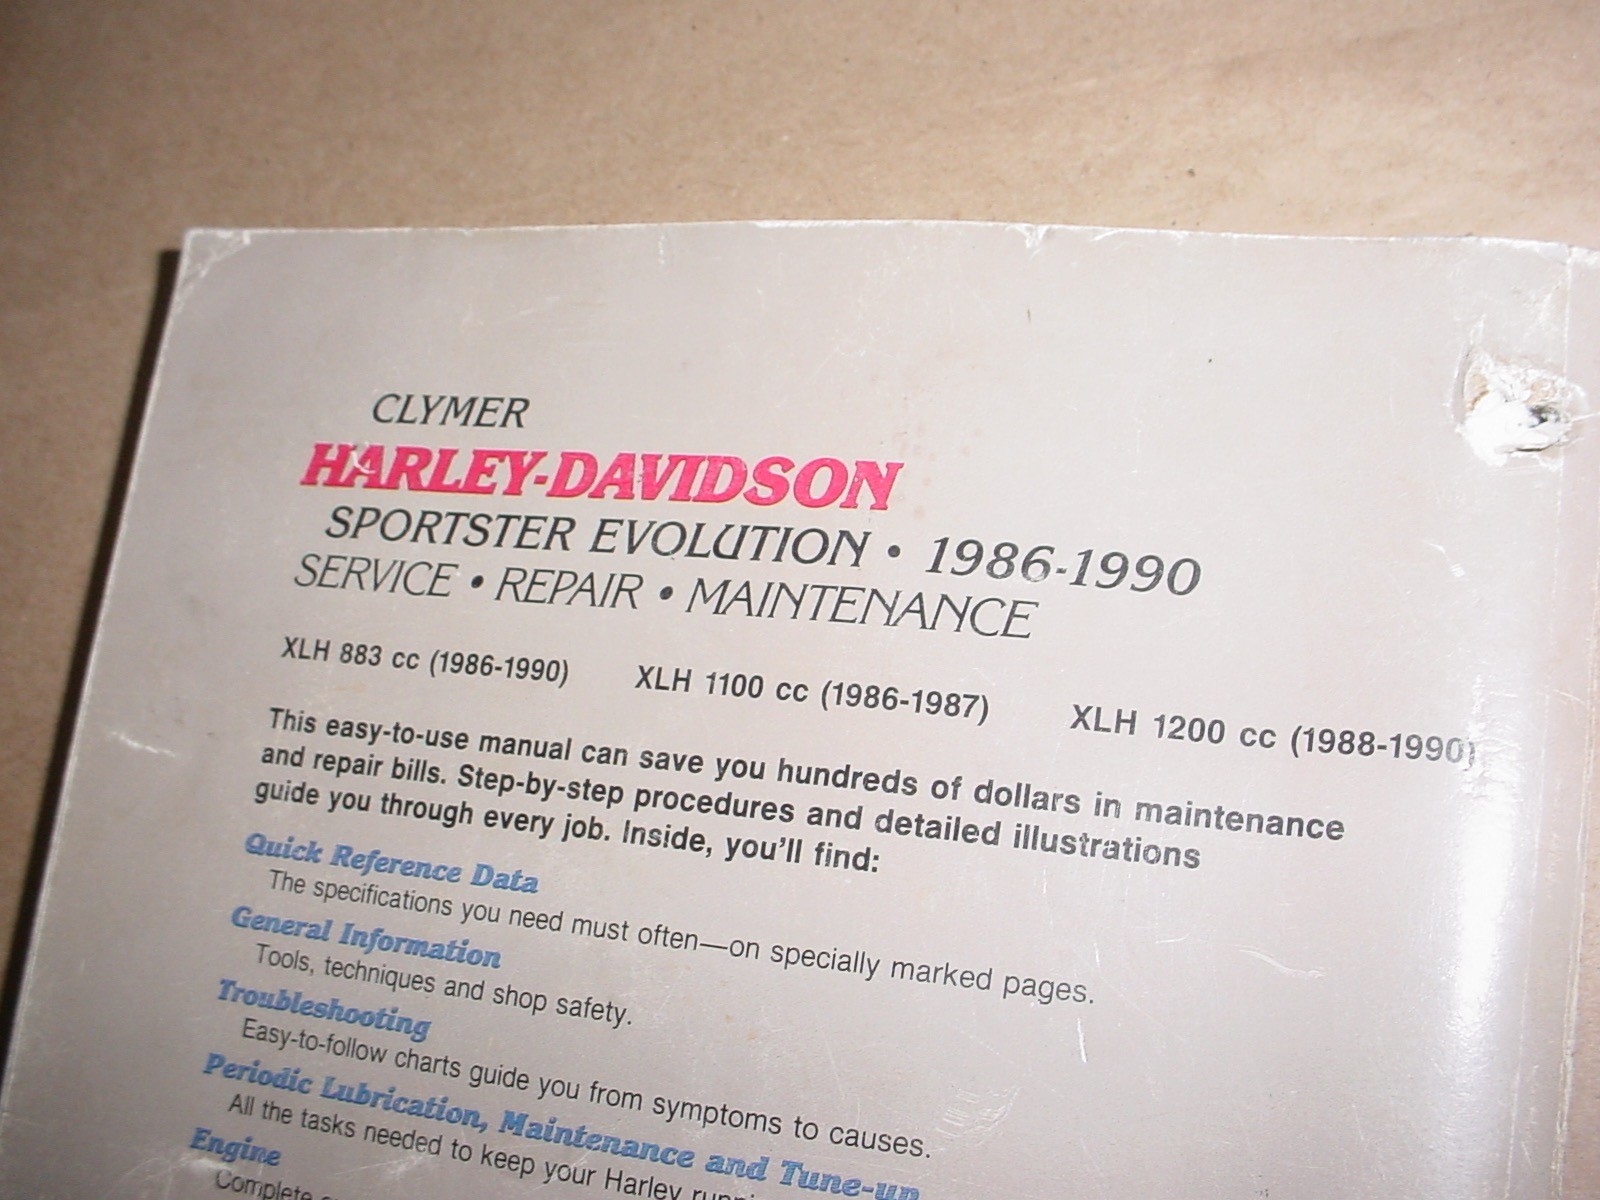 CLYMER
HARLEY-DAVIDSON
SPORTSTER EVOLUTION • 1986-1990
SERVICE • REPAIR • MAINTENANCE
XLH 883 cc (1986-1990) XLH 1100 cc (1986-1987) XLH 1200 cc (1988-1990)
This easy-to-use manual can save you hundreds of dollars in maintenance
and repair bills. Step-by-step procedures and detailed illustrations
guide you through every job. Inside, you'll find:
Quick Reference Data
The specifications you need must often—on specially marked pages.
General Information
Tools, techniques and shop safety.
Troubleshooting
Easy-to-follow charts guide you from symptoms to causes.
Periodic Lubrication, Maintenance and Tune-up
All the tasks needed to keep your Harley
Engine
Complete